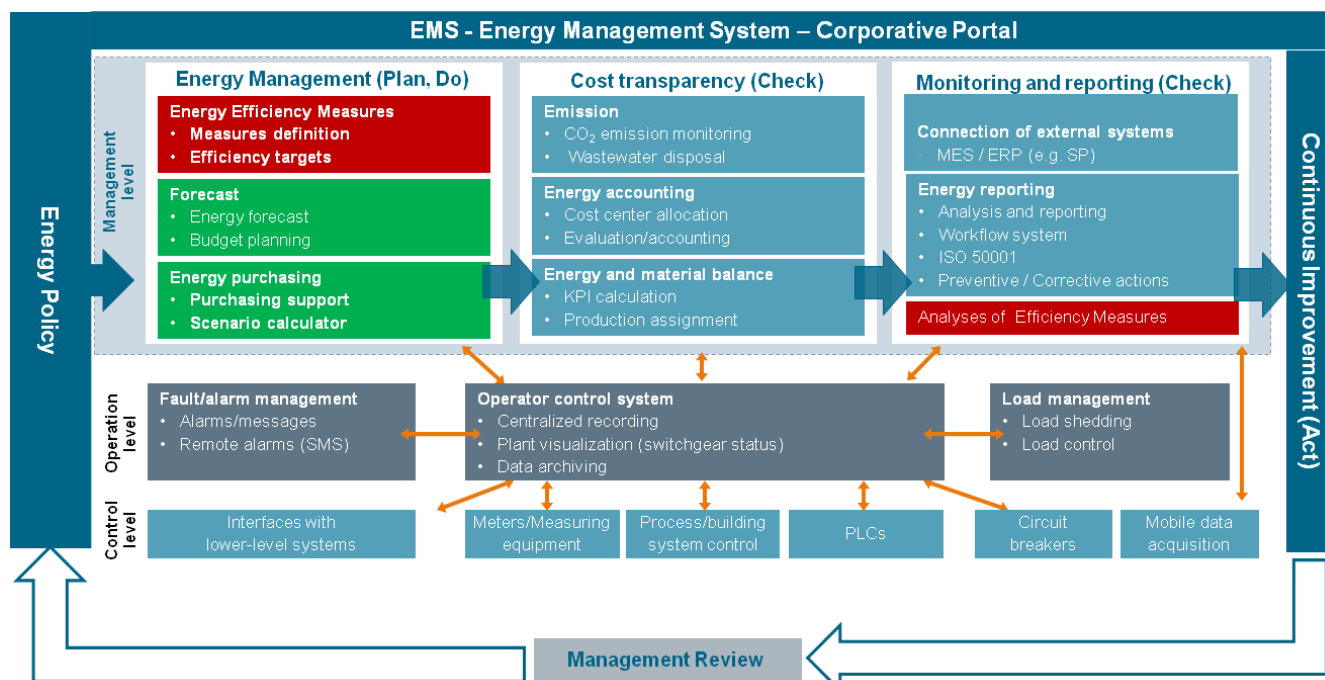 EMS - Energy Management System – Corporative Portal
Energy Policy
Management
level
Energy Management (Plan, Do)
Energy Efficiency Measures
• Measures definition
• Efficiency targets
Forecast
• Energy forecast
• Budget planning
Energy purchasing
• Purchasing support
• Scenario calculator
Cost transparency (Check)
Emission
• CO₂ emission monitoring
• Wastewater disposal
Energy accounting
• Cost center allocation
• Evaluation/accounting
Energy and material balance
• KPI calculation
• Production assignment
Monitoring and reporting (Check)
Connection of external systems
• MES / ERP (e.g. SP)
Energy reporting
• Analysis and reporting
• Workflow system
• ISO 50001
• Preventive / Corrective actions
Analyses of Efficiency Measures
Continuous Improvement (Act)
Operation
level
Fault/alarm management
• Alarms/messages
• Remote alarms (SMS)
Operator control system
• Centralized recording
• Plant visualization (switchgear status)
• Data archiving
Load management
• Load shedding
• Load control
Control
level
Interfaces with
lower-level systems
Meters/Measuring
equipment
Process/building
system control
PLCs
Circuit
breakers
Mobile data
acquisition
Management Review